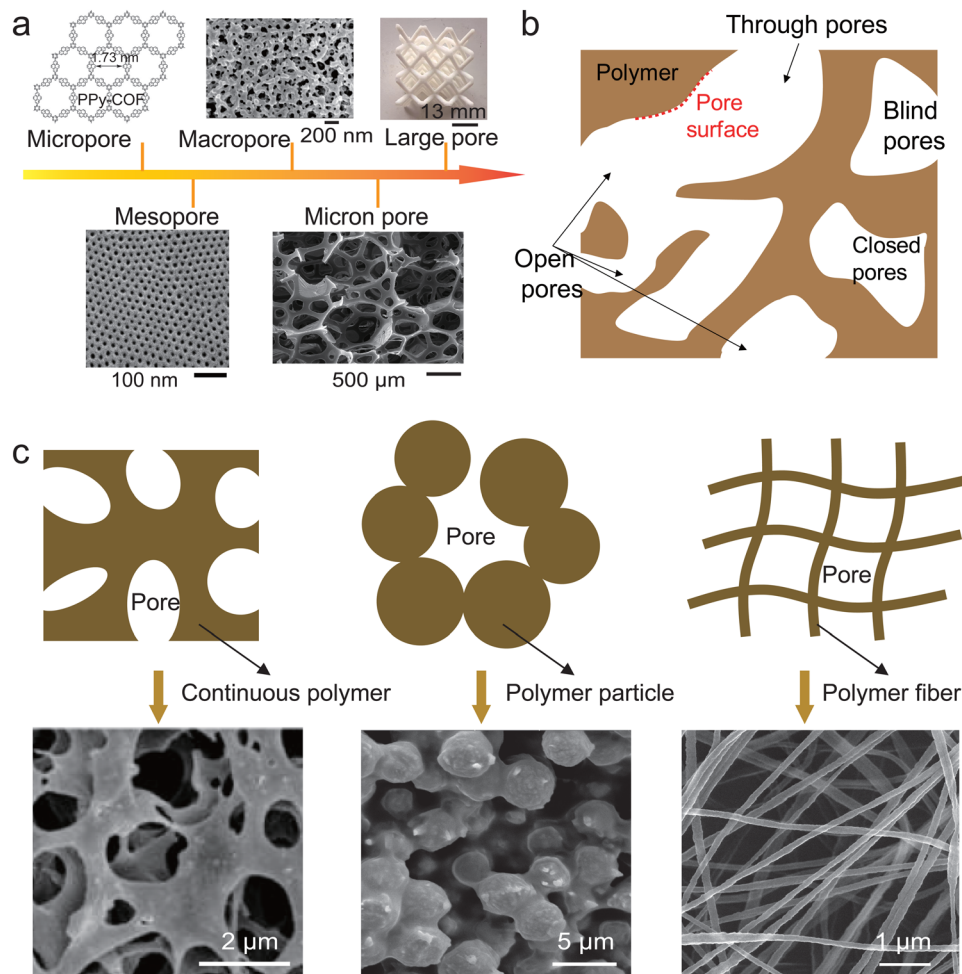 a
1.73 nm
PPy-COF
200 nm
13 mm
Micropore
Macropore
Large pore
Mesopore
Micron pore
100 nm
500 µm
b
Through pores
Polymer
Pore
surface
Blind
pores
Open
pores
Closed
pores
c
Pore
Pore
Pore
Continuous polymer
Polymer particle
Polymer fiber
2 µm
5 µm
1 µm